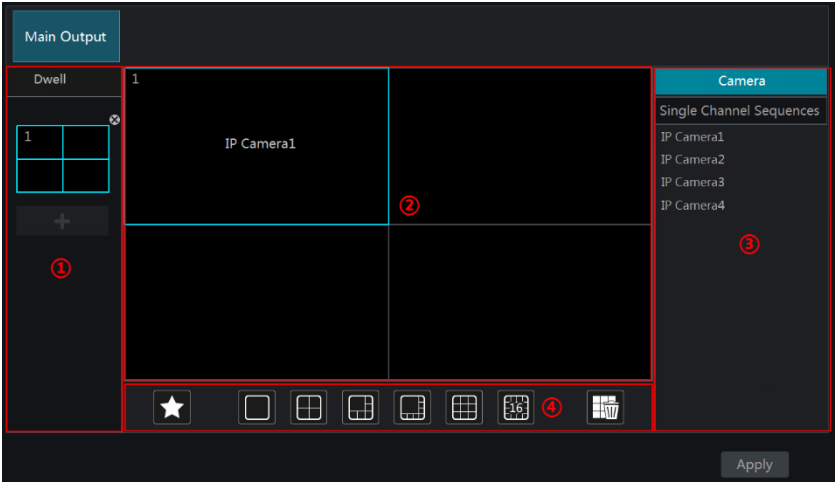 Main Output
Dwell
1
①
1
IP Camera1
②
Camera
Single Channel Sequences
IP Camera1
IP Camera2
IP Camera3
IP Camera4
③
16
④
Apply